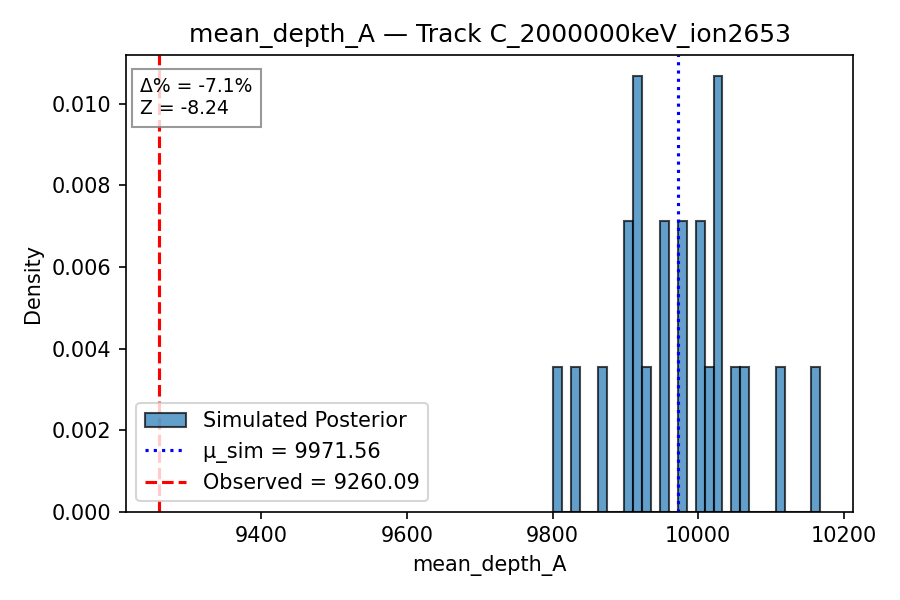 mean_depth_A — Track C_2000000keV_ion2653
Δ% = -7.1%
Z = -8.24
Density
0.010
0.008
0.006
0.004
0.002
0.000
Simulated Posterior
μ_sim = 9971.56
Observed = 9260.09
9400 9600 9800 10000 10200
mean_depth_A